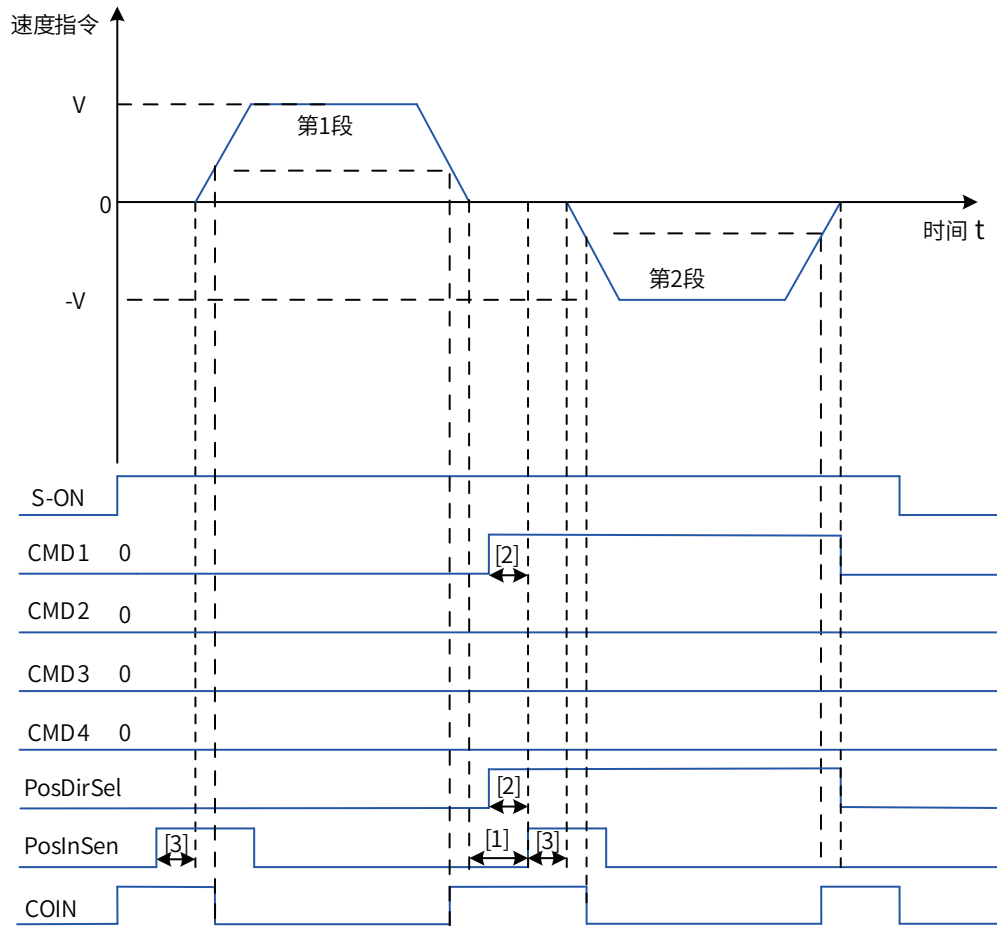 速度指令
V
第1段
0
时间 t
第2段
-V
S-ON
CMD1 0
[2]
CMD2 0
CMD3 0
CMD4 0
PosDirSel
[2]
PosInSen
[3]
[1]
[3]
COIN